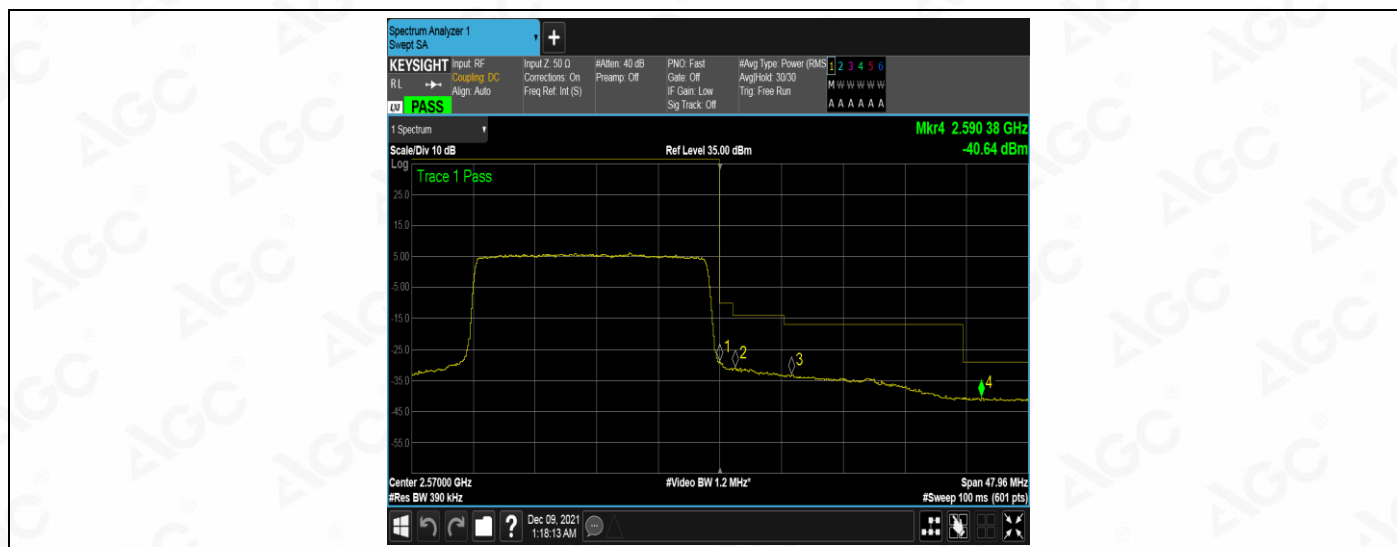 Spectrum Analyzer 1
Swept SA
+
KEYSIGHT
RL
LXI PASS
Input: RF
Coupling: DC
Align: Auto
Input Z: 50 Ω
Corrections: On
Freq Ref: Int (S)
#Atten: 40 dB
Preamp: Off
PNO: Fast
Gate: Off
IF Gain: Low
Sig Track: Off
#Avg Type: Power (RMS
Avg|Hold: 30/30
Trig: Free Run
1 2 3 4 5 6
M W W W W W
A A A A A A
1 Spectrum
Mkr4 2.590 38 GHz
Scale/Div 10 dB
Ref Level 35.00 dBm
-40.64 dBm
Log
Trace 1 Pass
25.0
15.0
5.00
-5.00
-15.0
-25.0
1
2
3
-35.0
4
-45.0
-55.0
Center 2.57000 GHz
#Video BW 1.2 MHz*
Span 47.96 MHz
#Res BW 390 kHz
#Sweep 100 ms (601 pts)
?
Dec 09, 2021
1:18:13 AM
AGC